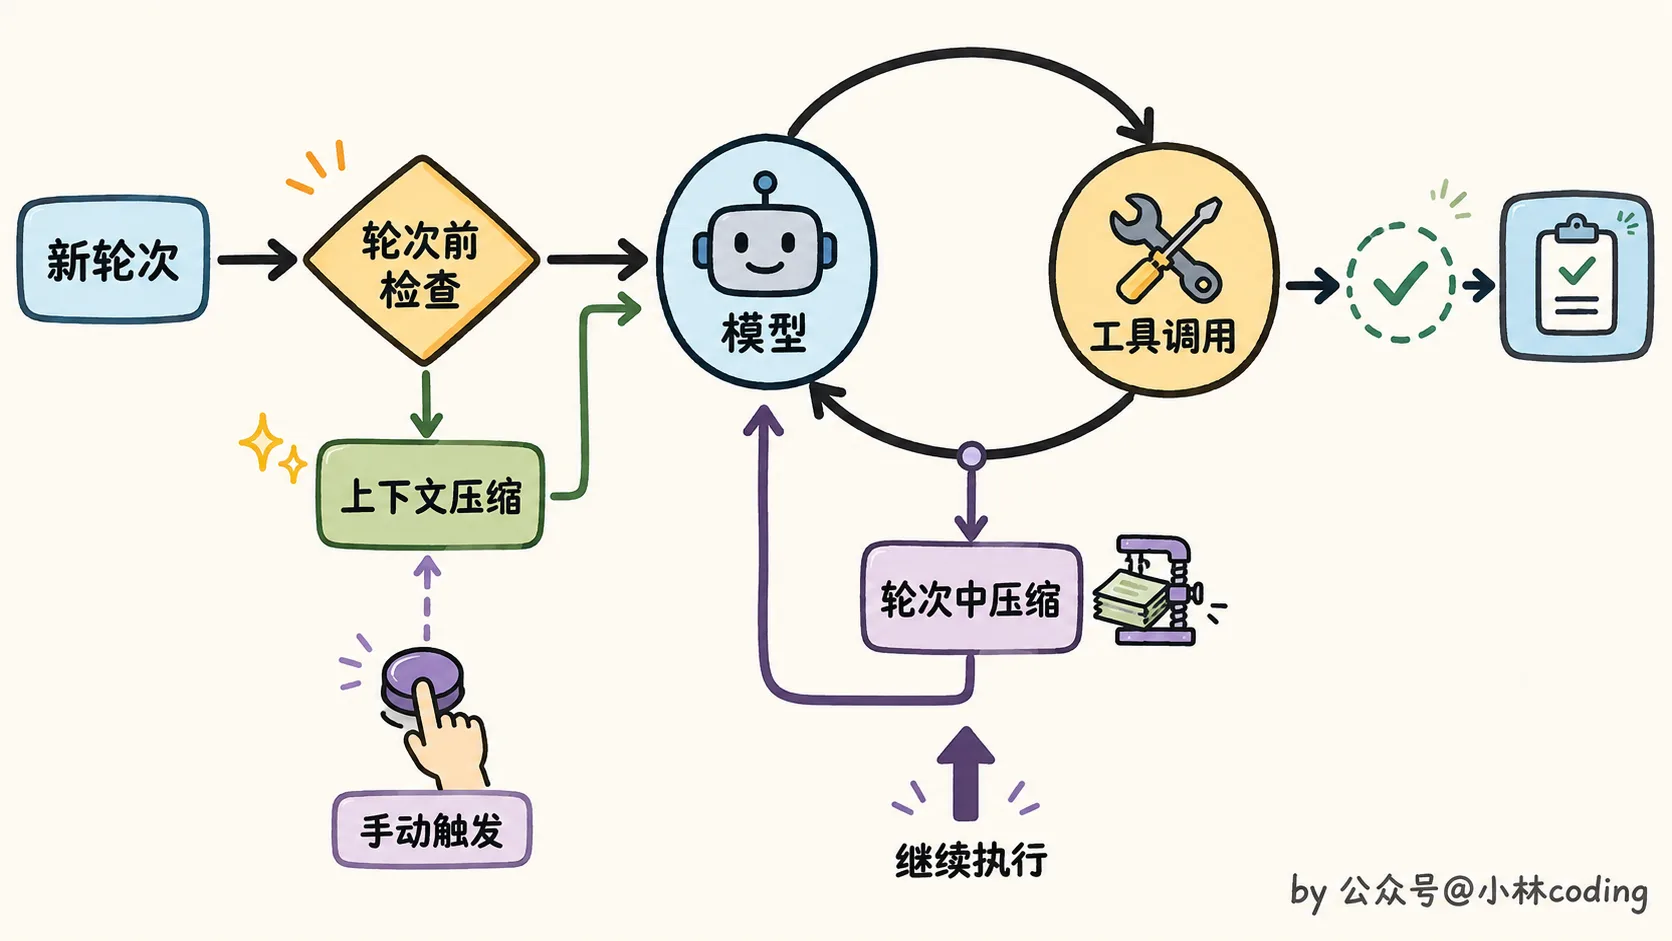 新轮次
轮次前
检查
模型
工具调用
上下文压缩
轮次中压缩
手动触发
继续执行
by 公众号@小林coding